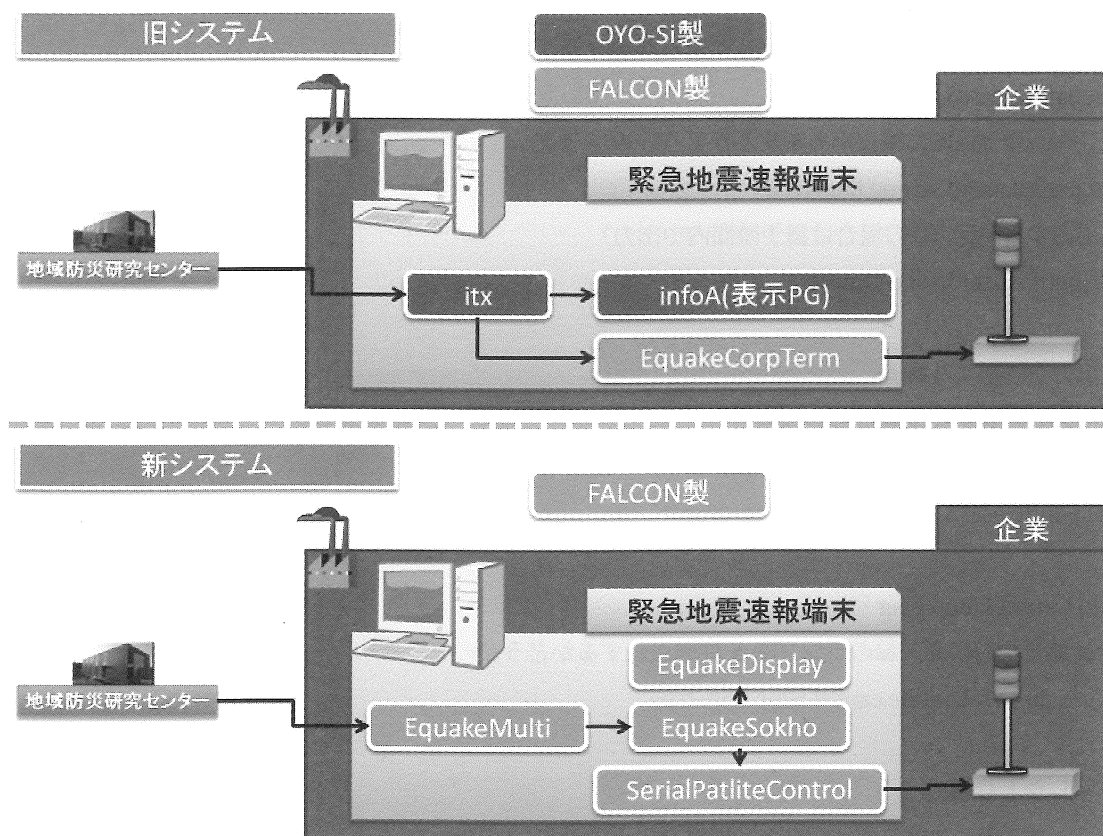 旧システム
OYO-Si製
FALCON製
企業
緊急地震速報端末
地域防災研究センター
itx
infoA(表示PG)
EquakeCorpTerm
新システム
FALCON製
企業
緊急地震速報端末
EquakeDisplay
地域防災研究センター
EquakeMulti
EquakeSokho
SerialPatliteControl